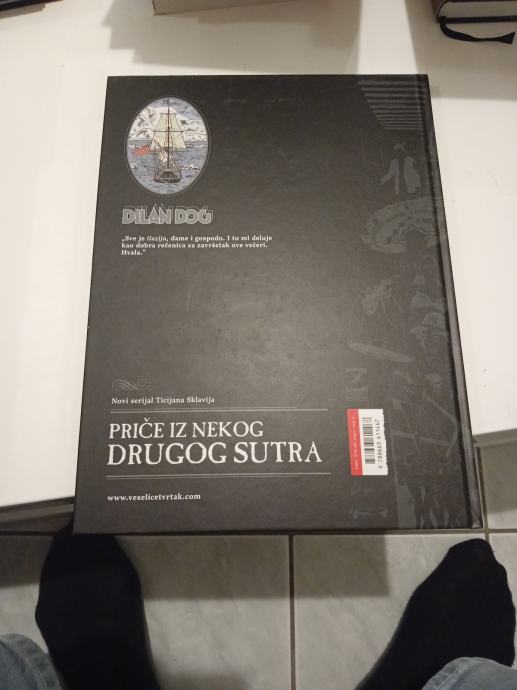 DILAN DOG
„Sve je iluzija, dame i gospodo. I to mi deluje
kao dobra rečenica za završetak ove večeri.
Hvala.“
Novi serijal Ticijana Sklavija
PRIČE IZ NEKOG
DRUGOG SUTRA
www.veselicetvrtak.com